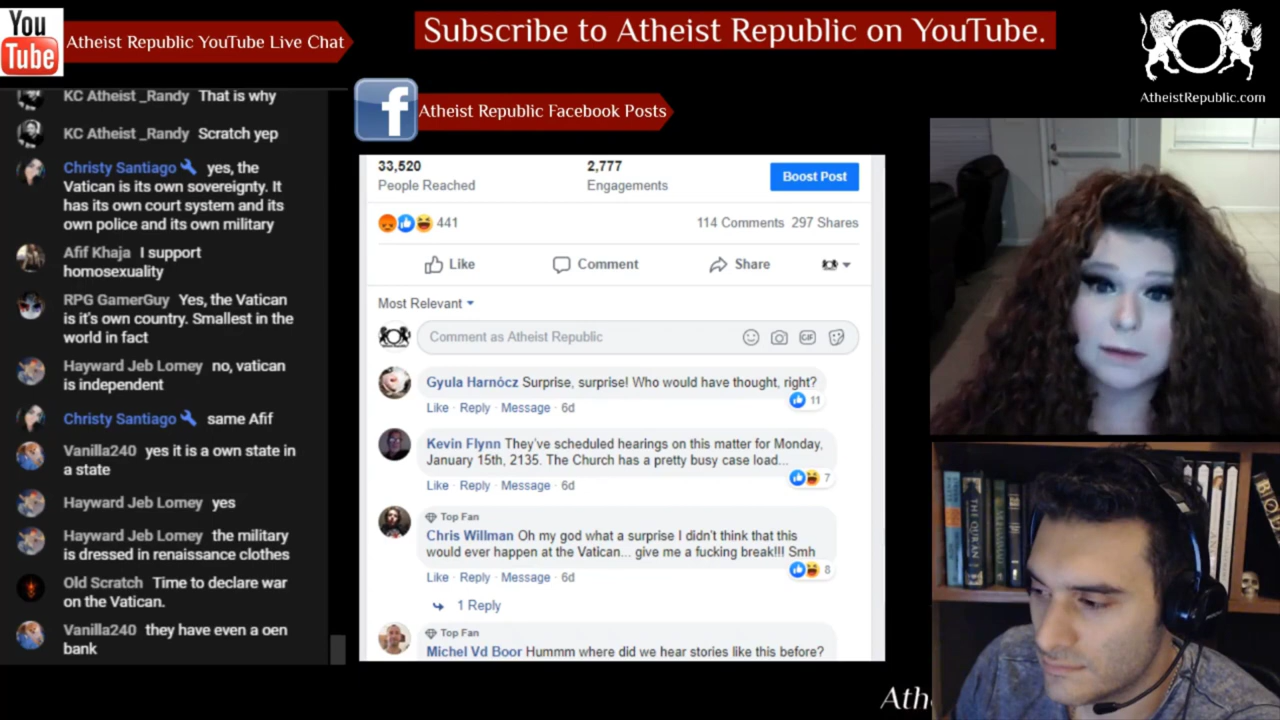 You
Tube
Atheist Republic YouTube Live Chat
Subscribe to Atheist Republic on YouTube.
AtheistRepublic.com
KC Atheist _Randy That is why
KC Atheist _Randy Scratch yep
Christy Santiago yes, the
Vatican is its own sovereignty. It
has its own court system and its
own police and its own military
Afif Khaja I support
homosexuality
RPG GamerGuy Yes, the Vatican
is it's own country. Smallest in the
world in fact
Hayward Jeb Lomey no, vatican
is independent
Christy Santiago same Afif
Vanilla240 yes it is a own state in
a state
Hayward Jeb Lomey yes
Hayward Jeb Lomey the military
is dressed in renaissance clothes
Old Scratch Time to declare war
on the Vatican.
Vanilla240 they have even a oen
bank
f
Atheist Republic Facebook Posts
33,520 2,777
People Reached Engagements
Boost Post
441 114 Comments 297 Shares
Like Comment Share
Most Relevant
Comment as Atheist Republic
GIF
Gyula Harnócz Surprise, surprise! Who would have thought, right?
11
Like · Reply · Message · 6d
Kevin Flynn They've scheduled hearings on this matter for Monday,
January 15th, 2135. The Church has a pretty busy case load...
7
Like · Reply · Message · 6d
Top Fan
Chris Willman Oh my god what a surprise I didn't think that this
would ever happen at the Vatican... give me a fucking break!!! Smh
8
Like · Reply · Message · 6d
1 Reply
Top Fan
Michel Vd Boor Hummm where did we hear stories like this before?
THE QURAN
Ath